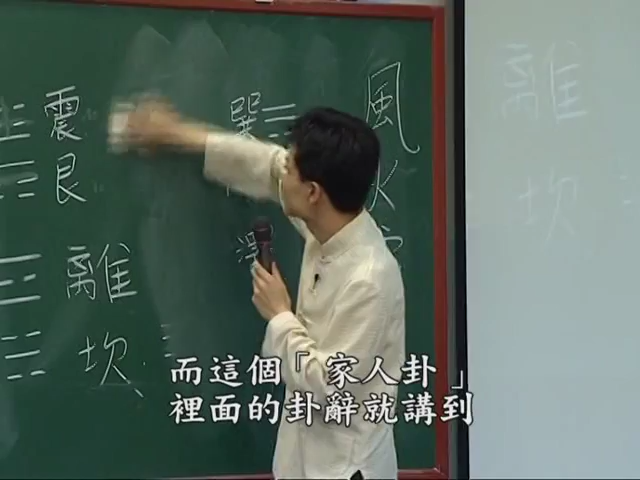 風火
巽 ☴
☳ 震
☶ 艮
☲ 離
☵ 坎
離
坎
而這個「家人卦」
裡面的卦辭就講到